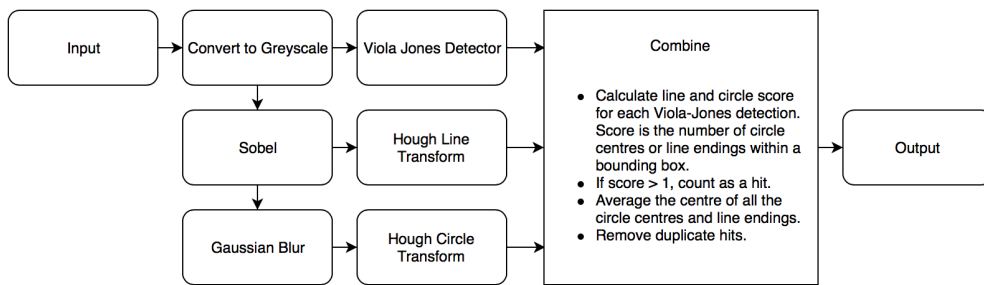 Input
Convert to Greyscale
Viola Jones Detector
Sobel
Hough Line
Transform
Gaussian Blur
Hough Circle
Transform
Combine
● Calculate line and circle score
for each Viola-Jones detection.
Score is the number of circle
centres or line endings within a
bounding box.
● If score > 1, count as a hit.
● Average the centre of all the
circle centres and line endings.
● Remove duplicate hits.
Output